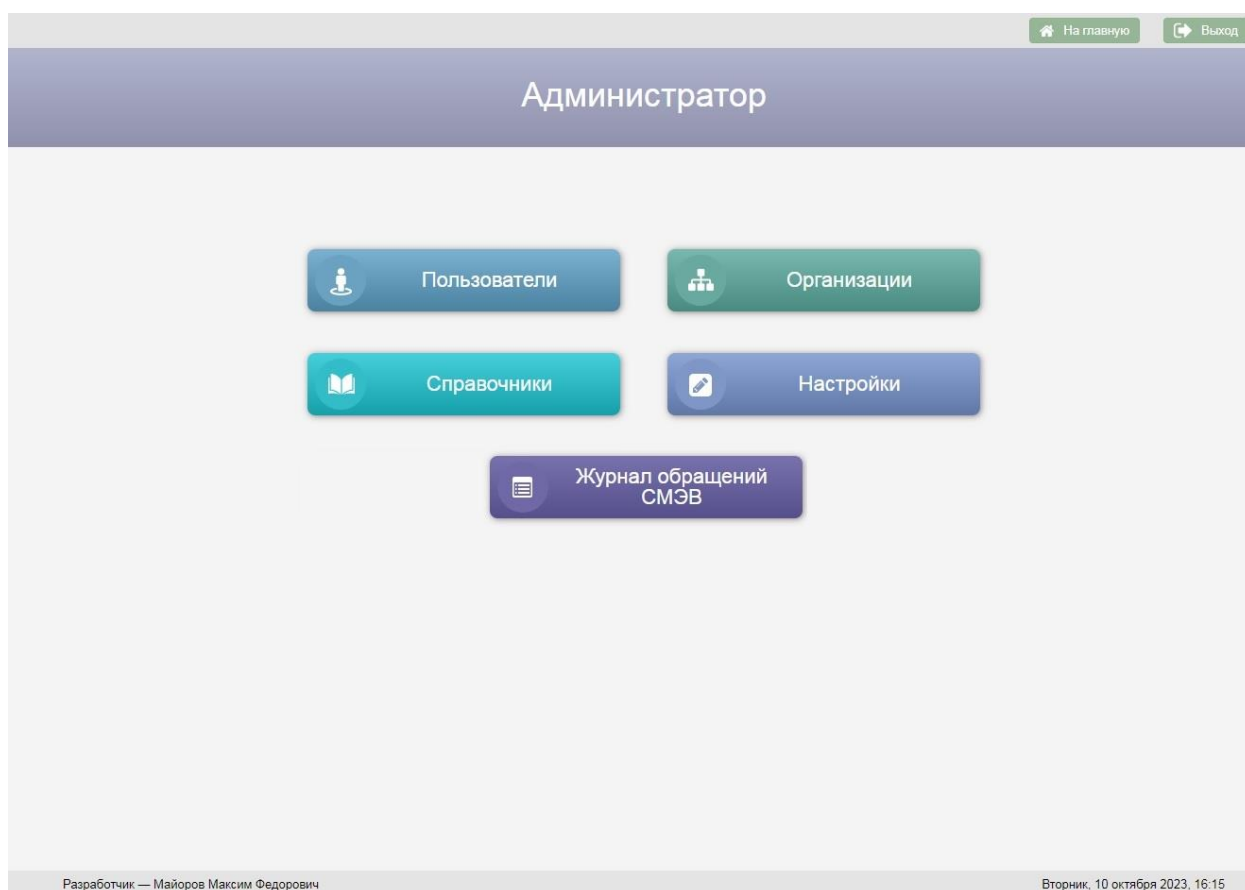 На главную
Выход
Администратор
Пользователи
Организации
Справочники
Настройки
Журнал обращений
СМЭВ
Разработчик — Майоров Максим Федорович
Вторник, 10 октября 2023, 16:15